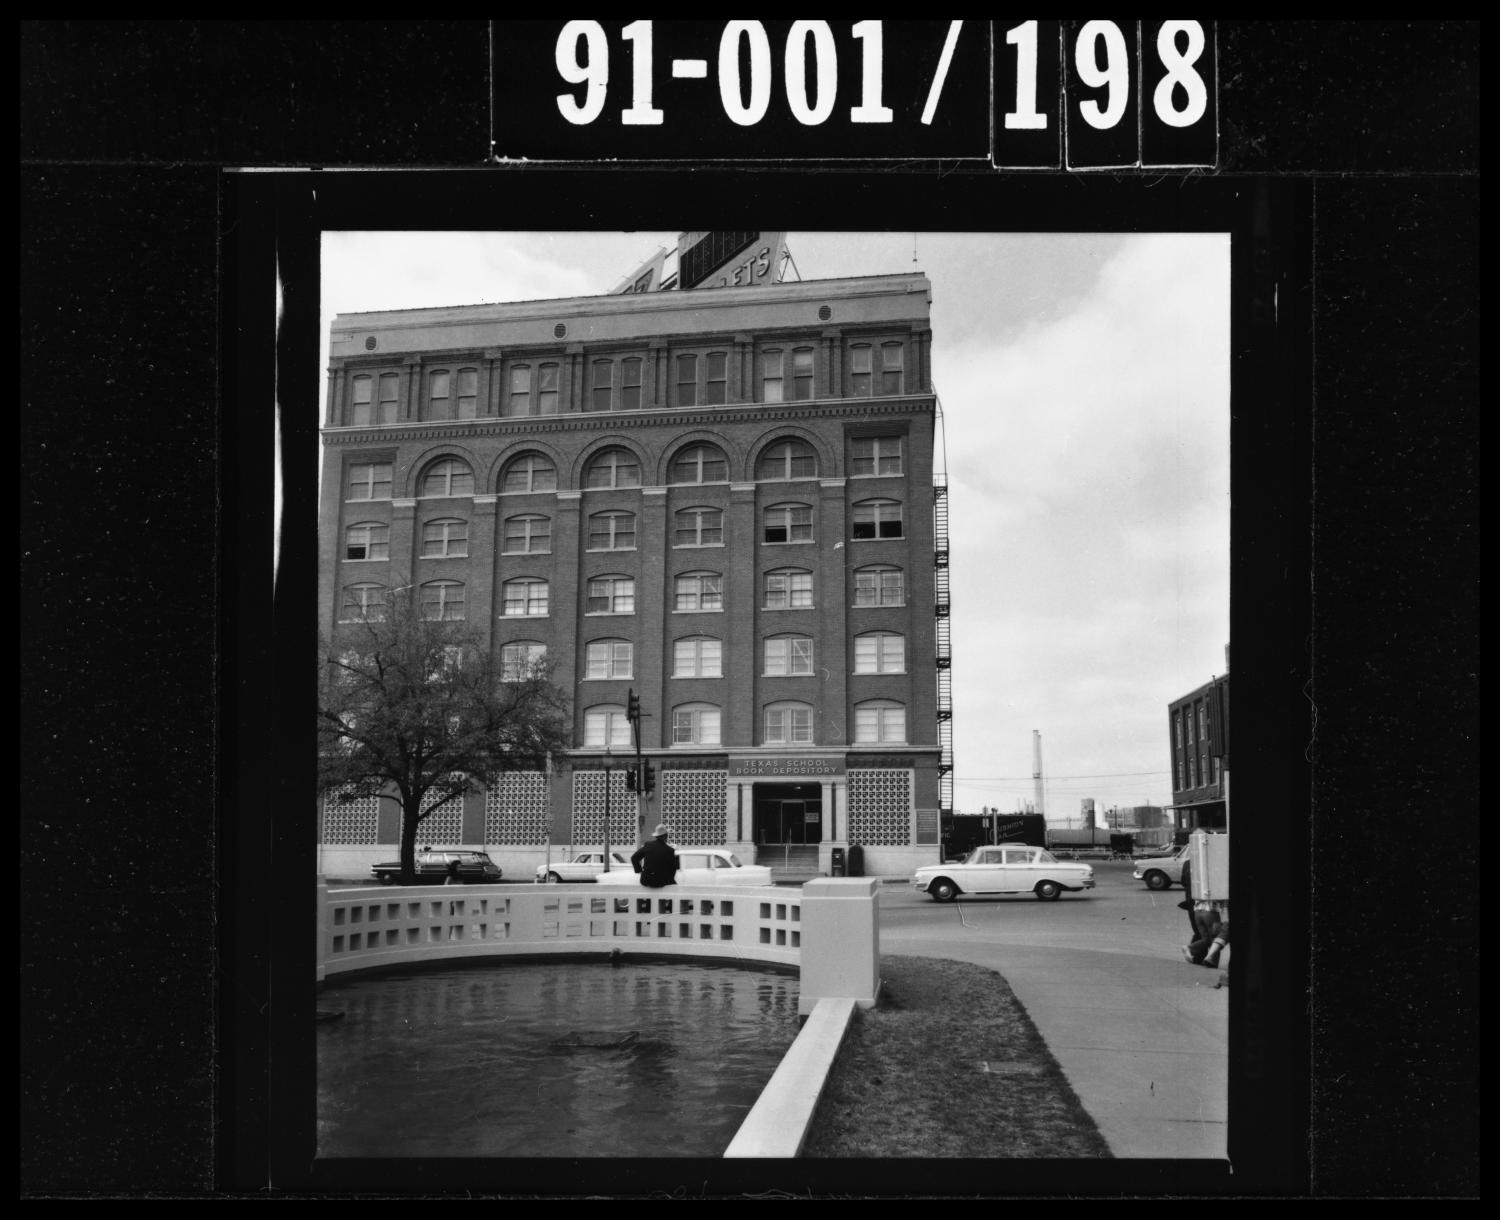 91-001/198
TEXAS SCHOOL
BOOK DEPOSITORY